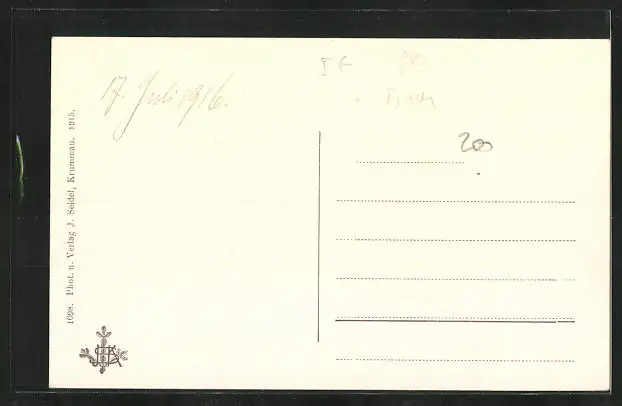 17. Juli 1916.
20
1098. Phot. u. Verlag J. Seidel, Krummau. 1915.